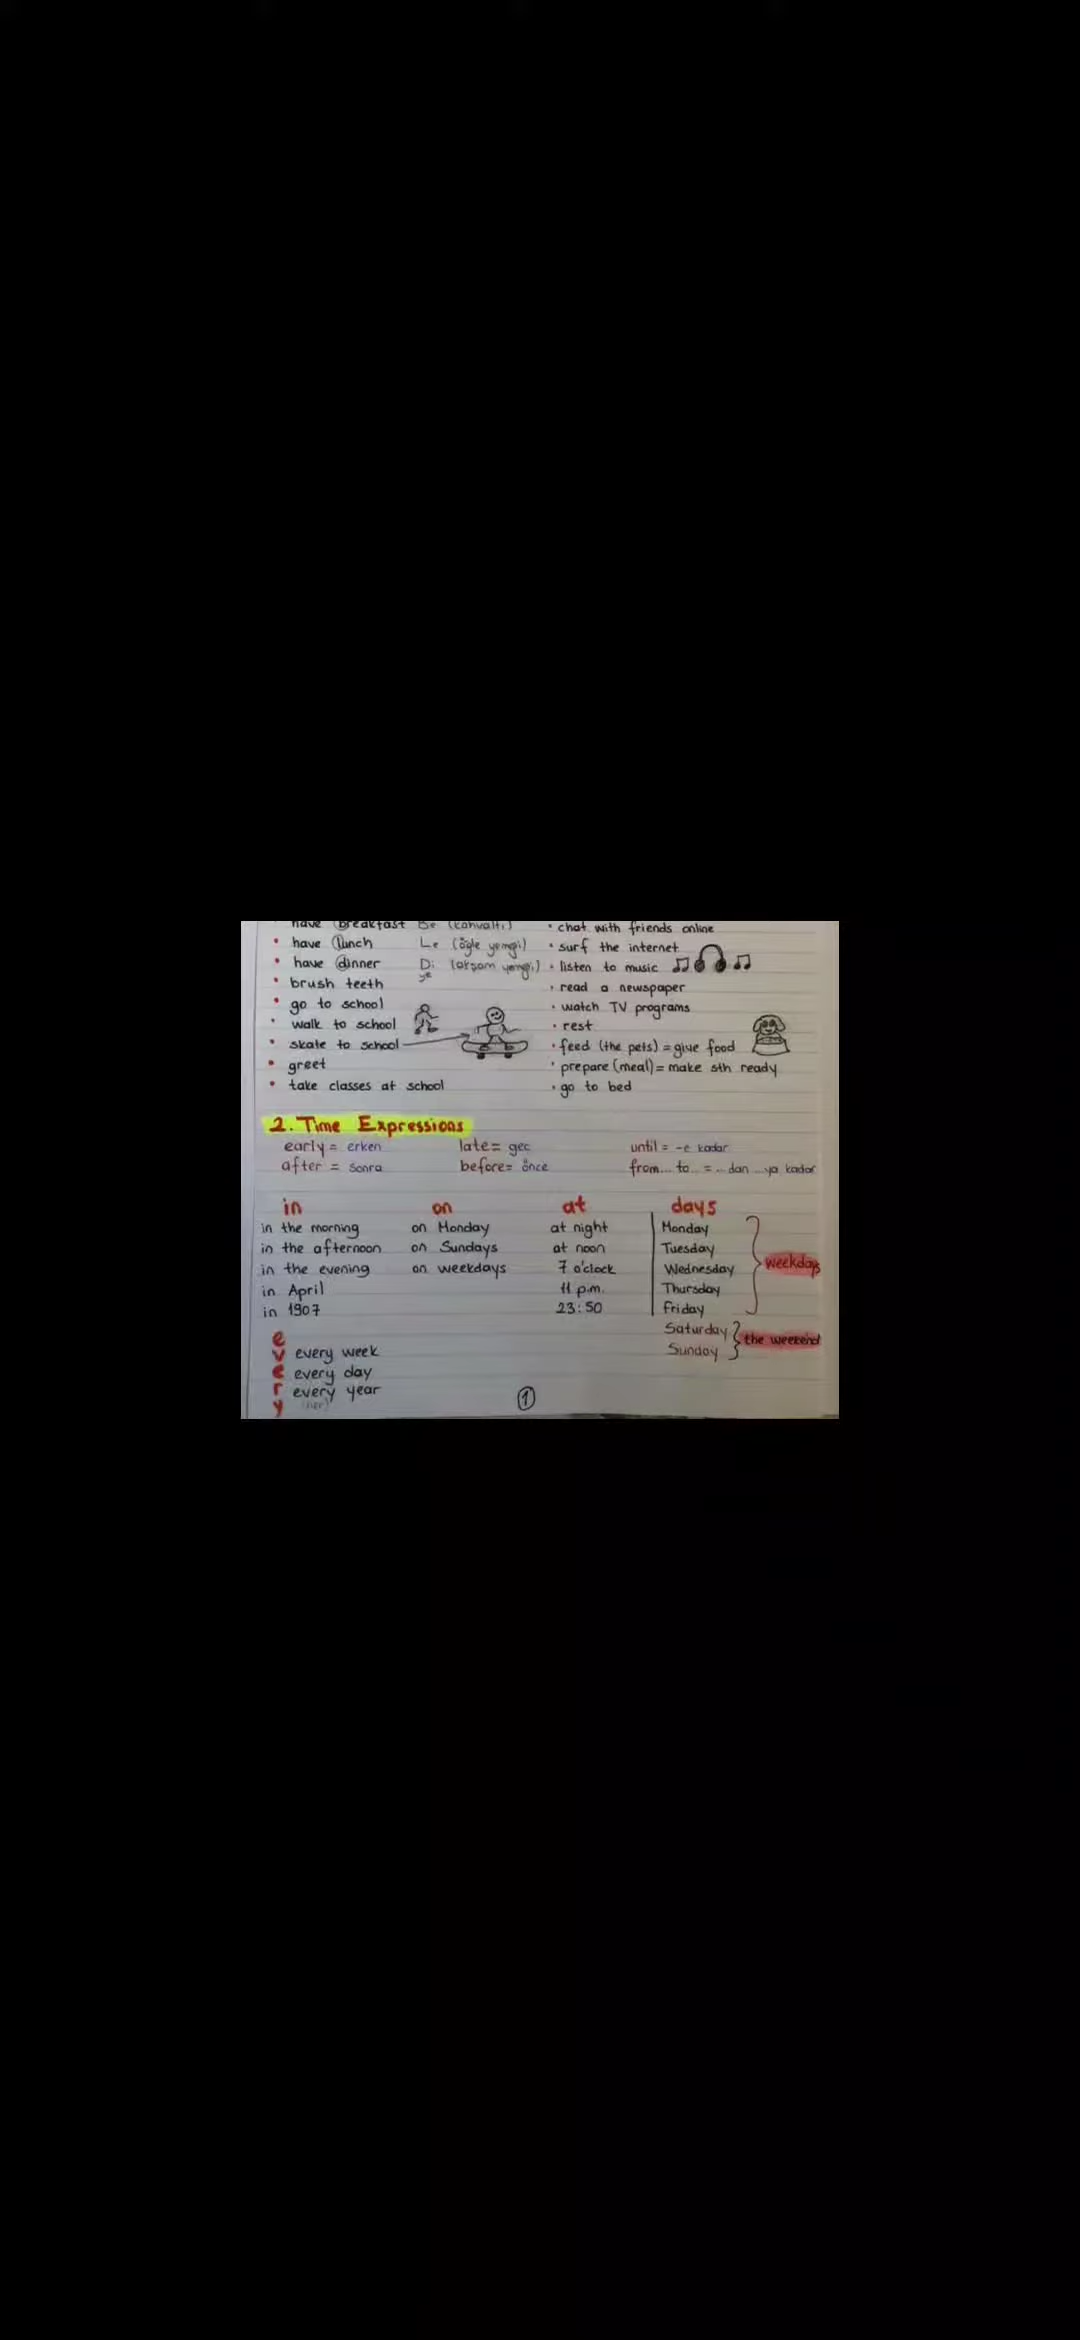 have breakfast Be (kahvaltı)
• have lunch Le (öğle yemeği)
• have dinner Di (akşam yemeği)
ye
• brush teeth
• go to school
• walk to school
• skate to school
• greet
• take classes at school
• chat with friends online
• surf the internet
• listen to music
• read a newspaper
• watch TV programs
• rest
• feed (the pets) = give food
• prepare (meal) = make sth ready
• go to bed
2. Time Expressions
early = erken late = geç until = -e kadar
after = sonra before = önce from... to... = ...dan ...ya kadar
in on at days
in the morning on Monday at night Monday
in the afternoon on Sundays at noon Tuesday
in the evening on weekdays 7 o'clock Wednesday weekdays
in April 11 p.m. Thursday
in 1907 23:50 Friday
Saturday the weekend
Sunday
every
every week
every day
every year
(her)
1